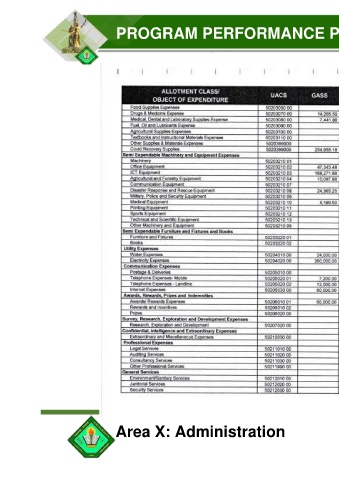 PROGRAM PERFORMANCE P
ALLOTMENT CLASS/ OBJECT OF EXPENDITURE UACS GASS
Food Supplies Expenses 50203050 00
Drugs & Medicine Expense 50203070 00 14,265.50
Medical, Dental and Laboratory Supplies Expense 50203080 00 7,441.88
Fuel, Oil and Lubricants Expense 50203090 00
Agricultural Supplies Expenses 50203100 00
Textbooks and Instructional Materials Expenses 50203110 00
Other Supplies & Materials Expenses 5020399000
Covid Recovery Supplies 5020399000 254,955.18
Semi Expendable Machinery and Equipment Expenses
Machinery 50203210 01
Office Equipment 50203210 02 47,343.48
ICT Equipment 50203210 03 168,271.68
Agricultural and Forestry Equipment 50203210 04 10,067.86
Communication Equipment 50203210 07
Disaster Response and Rescue Equipment 50203210 08 24,965.25
Military, Police and Security Equipment 50203210 09
Medical Equipment 50203210 10 8,189.50
Printing Equipment 50203210 11
Sports Equipment 50203210 12
Technical and Scientific Equipment 50203210 13
Other Machinery and Equipment 50203210 99
Semi Expendable Furniture and Fixtures and Books
Furniture and Fixtures 50203220 01
Books 50203220 02
Utility Expenses
Water Expenses 50204010 00 24,000.00
Electricity Expenses 50204020 00 360,000.00
Communication Expenses
Postage & Deliveries 50205010 00
Telephone Expenses- Mobile 50205020 01 7,200.00
Telephone Expenses - Landline 50205020 02 12,000.00
Internet Expenses 50205030 00 60,000.00
Awards, Rewards, Prizes and Indemnities
Awards/ Rewards Expenses 50206010 01 60,000.00
Rewards and Incentives 50206010 02
Prizes 50206020 00
Survey, Research, Exploration and Development Expenses
Research, Exploration and Development 50207020 00
Confidential, Intelligence and Extraordinary Expenses
Extraordinary and Miscellaneous Expenses 50210030 00
Professional Expenses
Legal Services 50211010 00
Auditing Services 50211020 00
Consultancy Services 50211030 00
Other Professional Services 50211990 00
General Services
Environment/Sanitary Services 50212010 00
Janitorial Services 50212020 00
Security Services 50212030 00
Area X: Administration